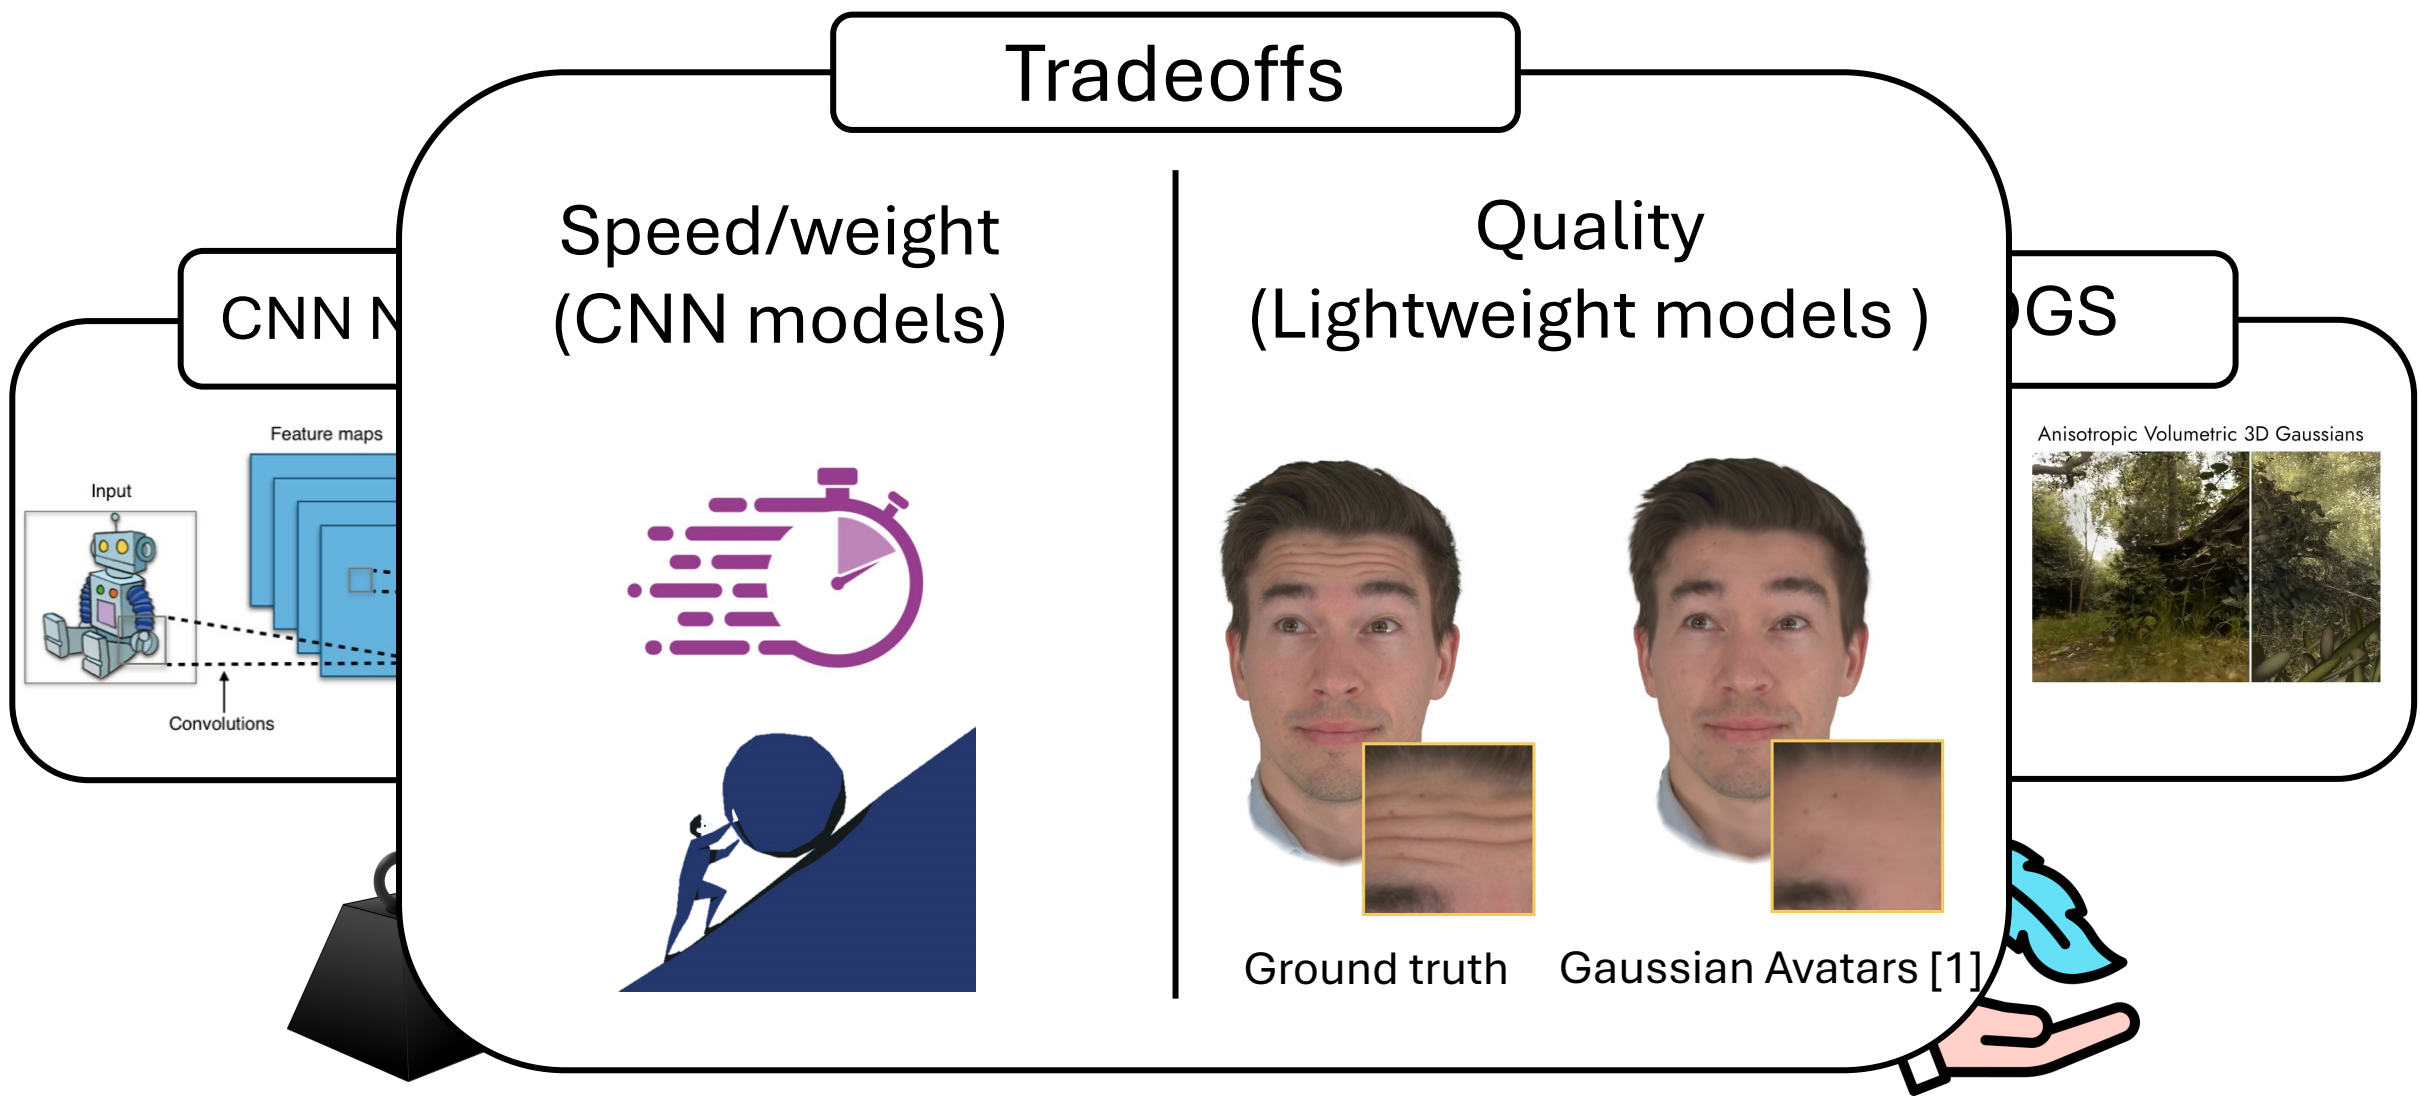 Tradeoffs
Speed/weight
(CNN models)
Quality
(Lightweight models )
CNN
GS
Feature maps
Input
Convolutions
Anisotropic Volumetric 3D Gaussians
Ground truth
Gaussian Avatars [1]